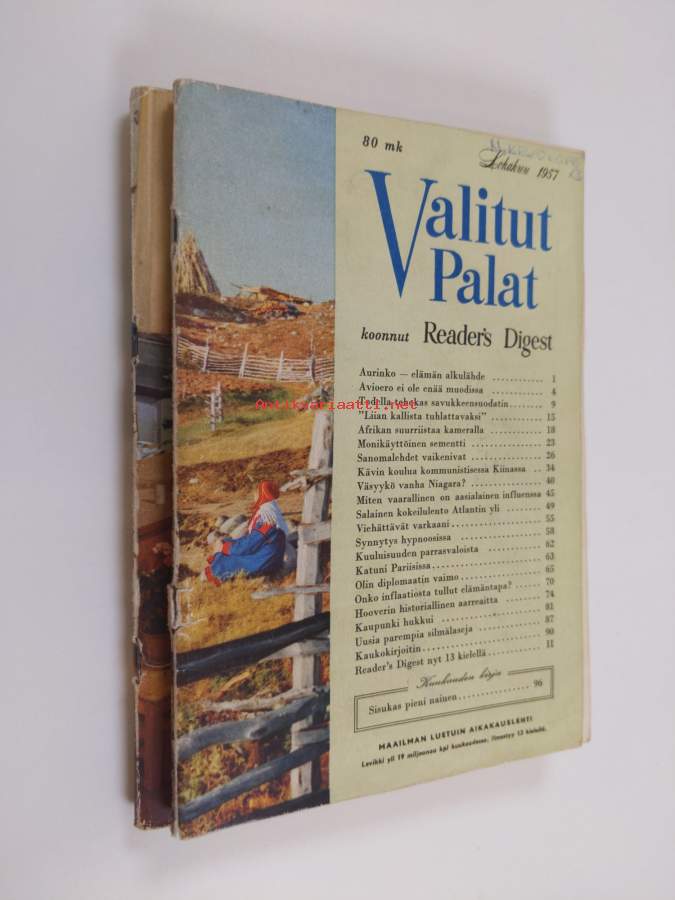 80 mk
Lokakuu 1957
Valitut
Palat
koonnut Reader's Digest
Aurinko — elämän alkulähde ............ 1
Avioero ei ole enää muodissa ............ 4
Todella tehokas savukkeensuodatin ....... 9
"Liian kallista tuhlattavaksi" ............ 15
Afrikan suurriistaa kameralla ............ 18
Monikäyttöinen sementti ............ 23
Sanomalehdet vaikenivat ............ 26
Kävin koulua kommunistisessa Kiinassa .. 34
Väsyykö vanha Niagara? ............ 40
Miten vaarallinen on aasialainen influenssa 45
Salainen kokeilulento Atlantin yli ....... 49
Viehättävät varkaani ............ 55
Synnytys hypnoosissa ............ 58
Kuuluisuuden parrasvaloista ............ 62
Katuni Pariisissa ............ 63
Olin diplomaatin vaimo ............ 65
Onko inflaatiosta tullut elämäntapa? ....... 70
Hooverin historiallinen aarreaitta ....... 74
Kaupunki hukkui ............ 81
Uusia parempia silmälaseja ............ 87
Kaukokirjoitin ............ 90
Reader's Digest nyt 13 kielellä ............ 11
Kuukauden kirja
Sisukas pieni nainen ............ 96
MAAILMAN LUETUIN AIKAKAUSLEHTI
Levikki yli 19 miljoonaa kpl kuukaudessa, ilmestyy 13 kielellä.
Antikvariaatti.net